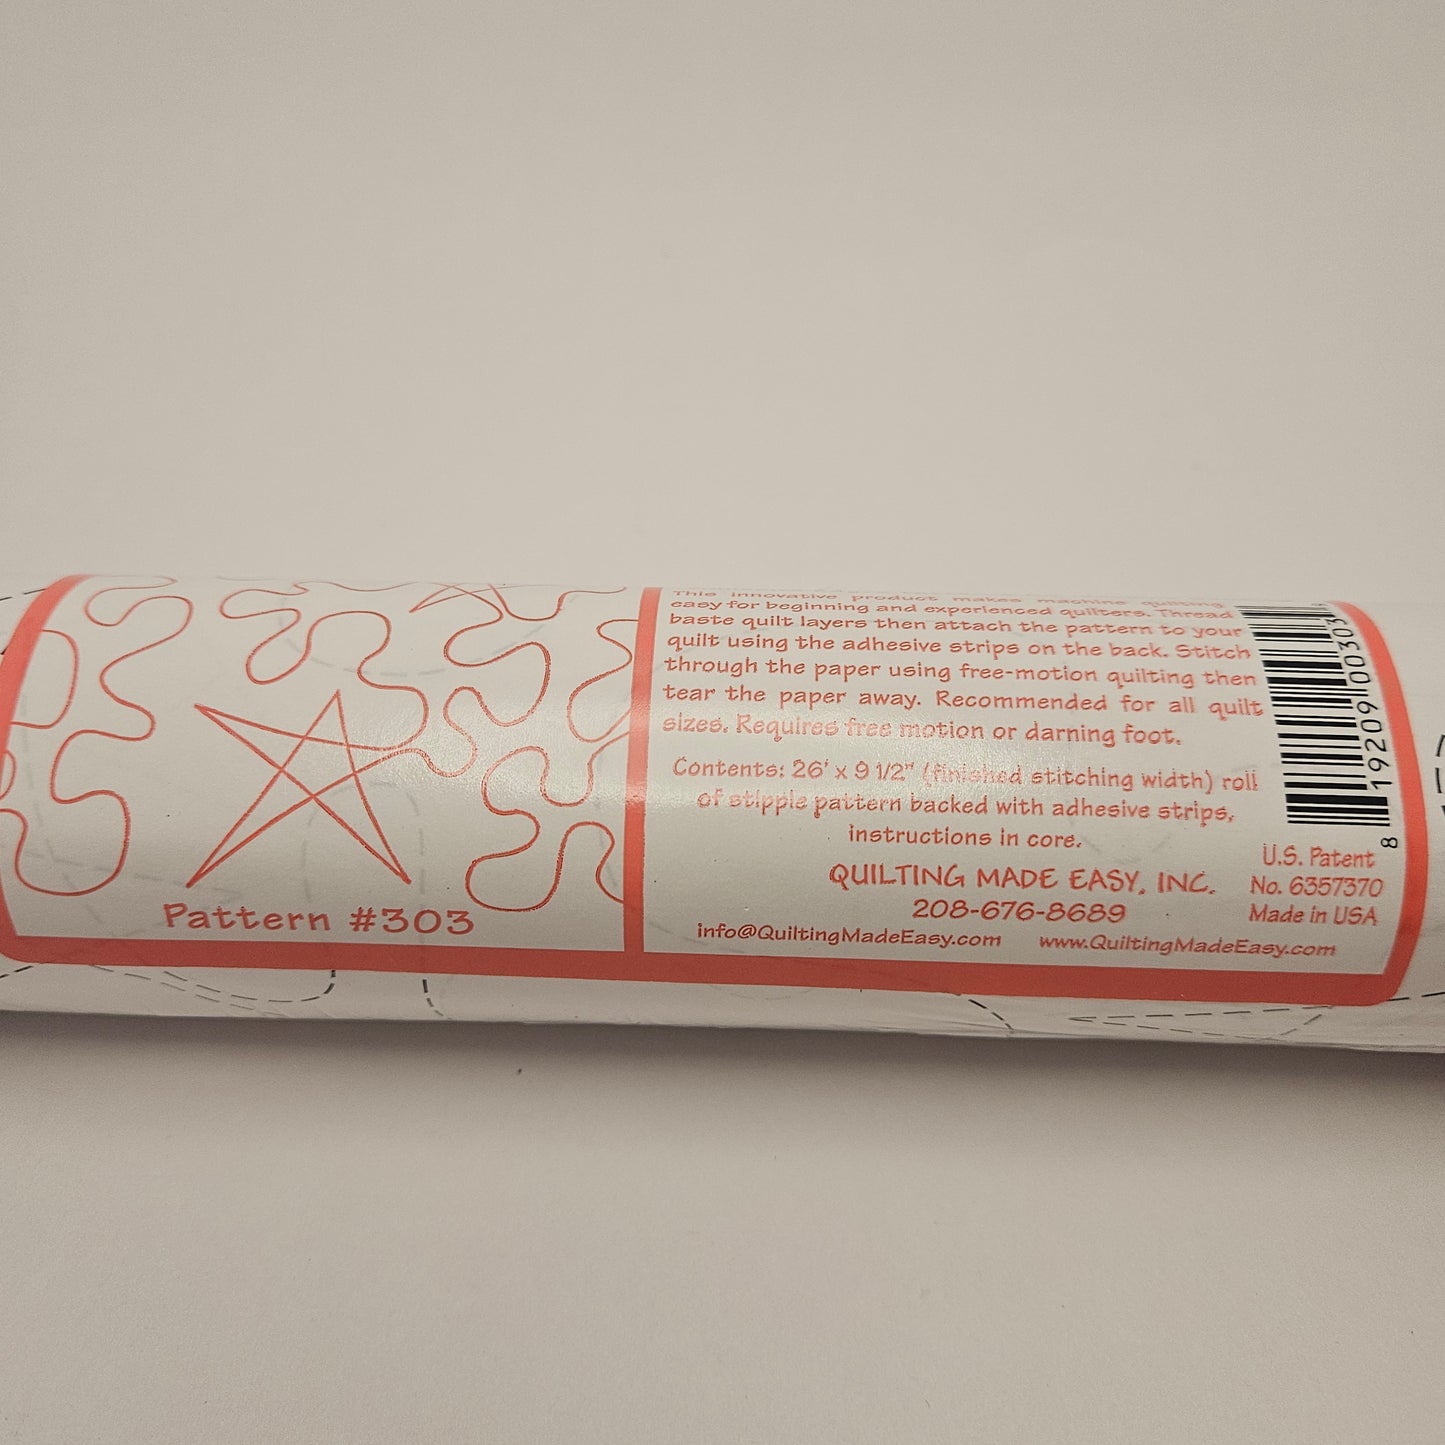 Pattern #303
This innovative product makes machine quilting
easy for beginning and experienced quilters. Thread
baste quilt layers then attach the pattern to your
quilt using the adhesive strips on the back. Stitch
through the paper using free-motion quilting then
tear the paper away. Recommended for all quilt
sizes. Requires free motion or darning foot.
Contents: 26' x 9 1/2" (finished stitching width) roll
of stipple pattern backed with adhesive strips,
instructions in core.
QUILTING MADE EASY, INC.
208-676-8689
info@QuiltingMadeEasy.com www.QuiltingMadeEasy.com
8 19209 00303
U.S. Patent
No. 6357370
Made in USA